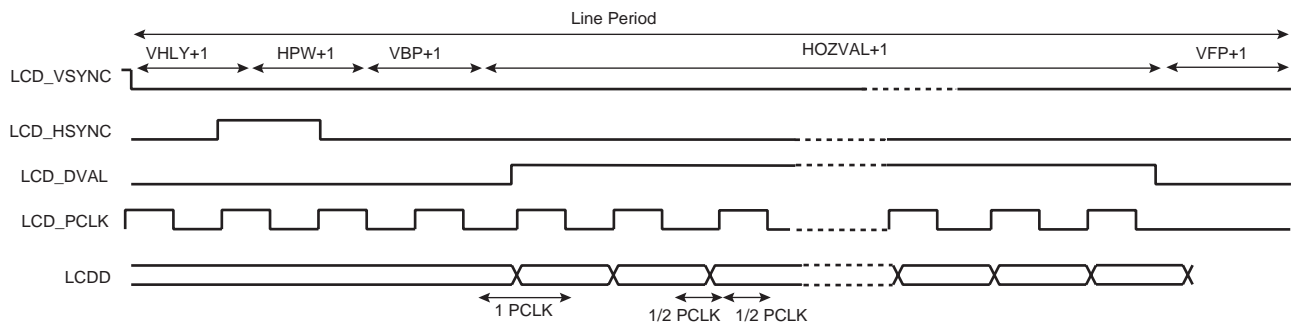 Line Period
VHLY+1 HPW+1 VBP+1 HOZVAL+1 VFP+1
LCD_VSYNC
LCD_HSYNC
LCD_DVAL
LCD_PCLK
LCDD
1 PCLK 1/2 PCLK 1/2 PCLK